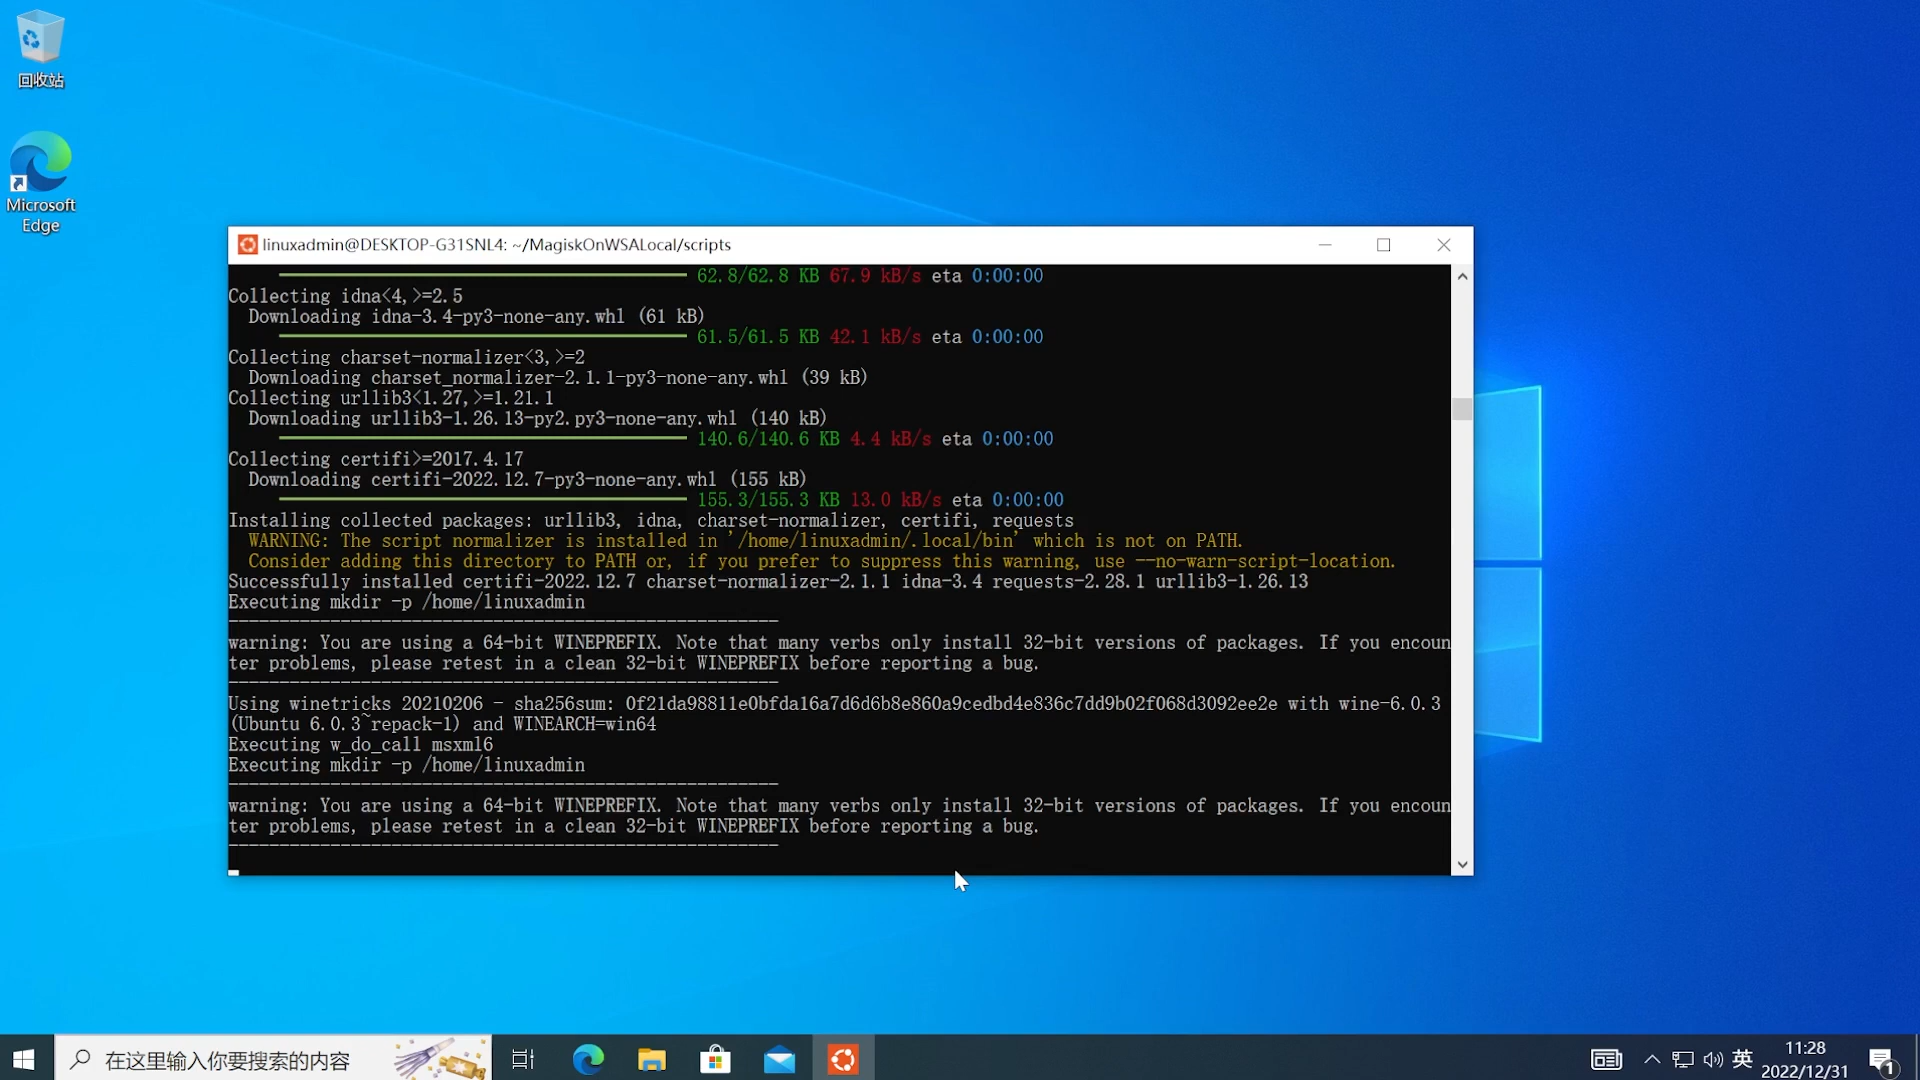 回收站
Microsoft
Edge
linuxadmin@DESKTOP-G31SNL4: ~/MagiskOnWSALocal/scripts
62.8/62.8 KB 67.9 kB/s eta 0:00:00
Collecting idna<4,>=2.5
Downloading idna-3.4-py3-none-any.whl (61 kB)
61.5/61.5 KB 42.1 kB/s eta 0:00:00
Collecting charset-normalizer<3,>=2
Downloading charset_normalizer-2.1.1-py3-none-any.whl (39 kB)
Collecting urllib3<1.27,>=1.21.1
Downloading urllib3-1.26.13-py2.py3-none-any.whl (140 kB)
140.6/140.6 KB 4.4 kB/s eta 0:00:00
Collecting certifi>=2017.4.17
Downloading certifi-2022.12.7-py3-none-any.whl (155 kB)
155.3/155.3 KB 13.0 kB/s eta 0:00:00
Installing collected packages: urllib3, idna, charset-normalizer, certifi, requests
WARNING: The script normalizer is installed in '/home/linuxadmin/.local/bin' which is not on PATH.
Consider adding this directory to PATH or, if you prefer to suppress this warning, use --no-warn-script-location.
Successfully installed certifi-2022.12.7 charset-normalizer-2.1.1 idna-3.4 requests-2.28.1 urllib3-1.26.13
Executing mkdir -p /home/linuxadmin
------------------------------------------------------
warning: You are using a 64-bit WINEPREFIX. Note that many verbs only install 32-bit versions of packages. If you encoun
ter problems, please retest in a clean 32-bit WINEPREFIX before reporting a bug.
------------------------------------------------------
Using winetricks 20210206 - sha256sum: 0f21da98811e0bfda16a7d6d6b8e860a9cedbd4e836c7dd9b02f068d3092ee2e with wine-6.0.3
(Ubuntu 6.0.3~repack-1) and WINEARCH=win64
Executing w_do_call msxml6
Executing mkdir -p /home/linuxadmin
------------------------------------------------------
warning: You are using a 64-bit WINEPREFIX. Note that many verbs only install 32-bit versions of packages. If you encoun
ter problems, please retest in a clean 32-bit WINEPREFIX before reporting a bug.
------------------------------------------------------
在这里输入你要搜索的内容
英
11:28
2022/12/31
1